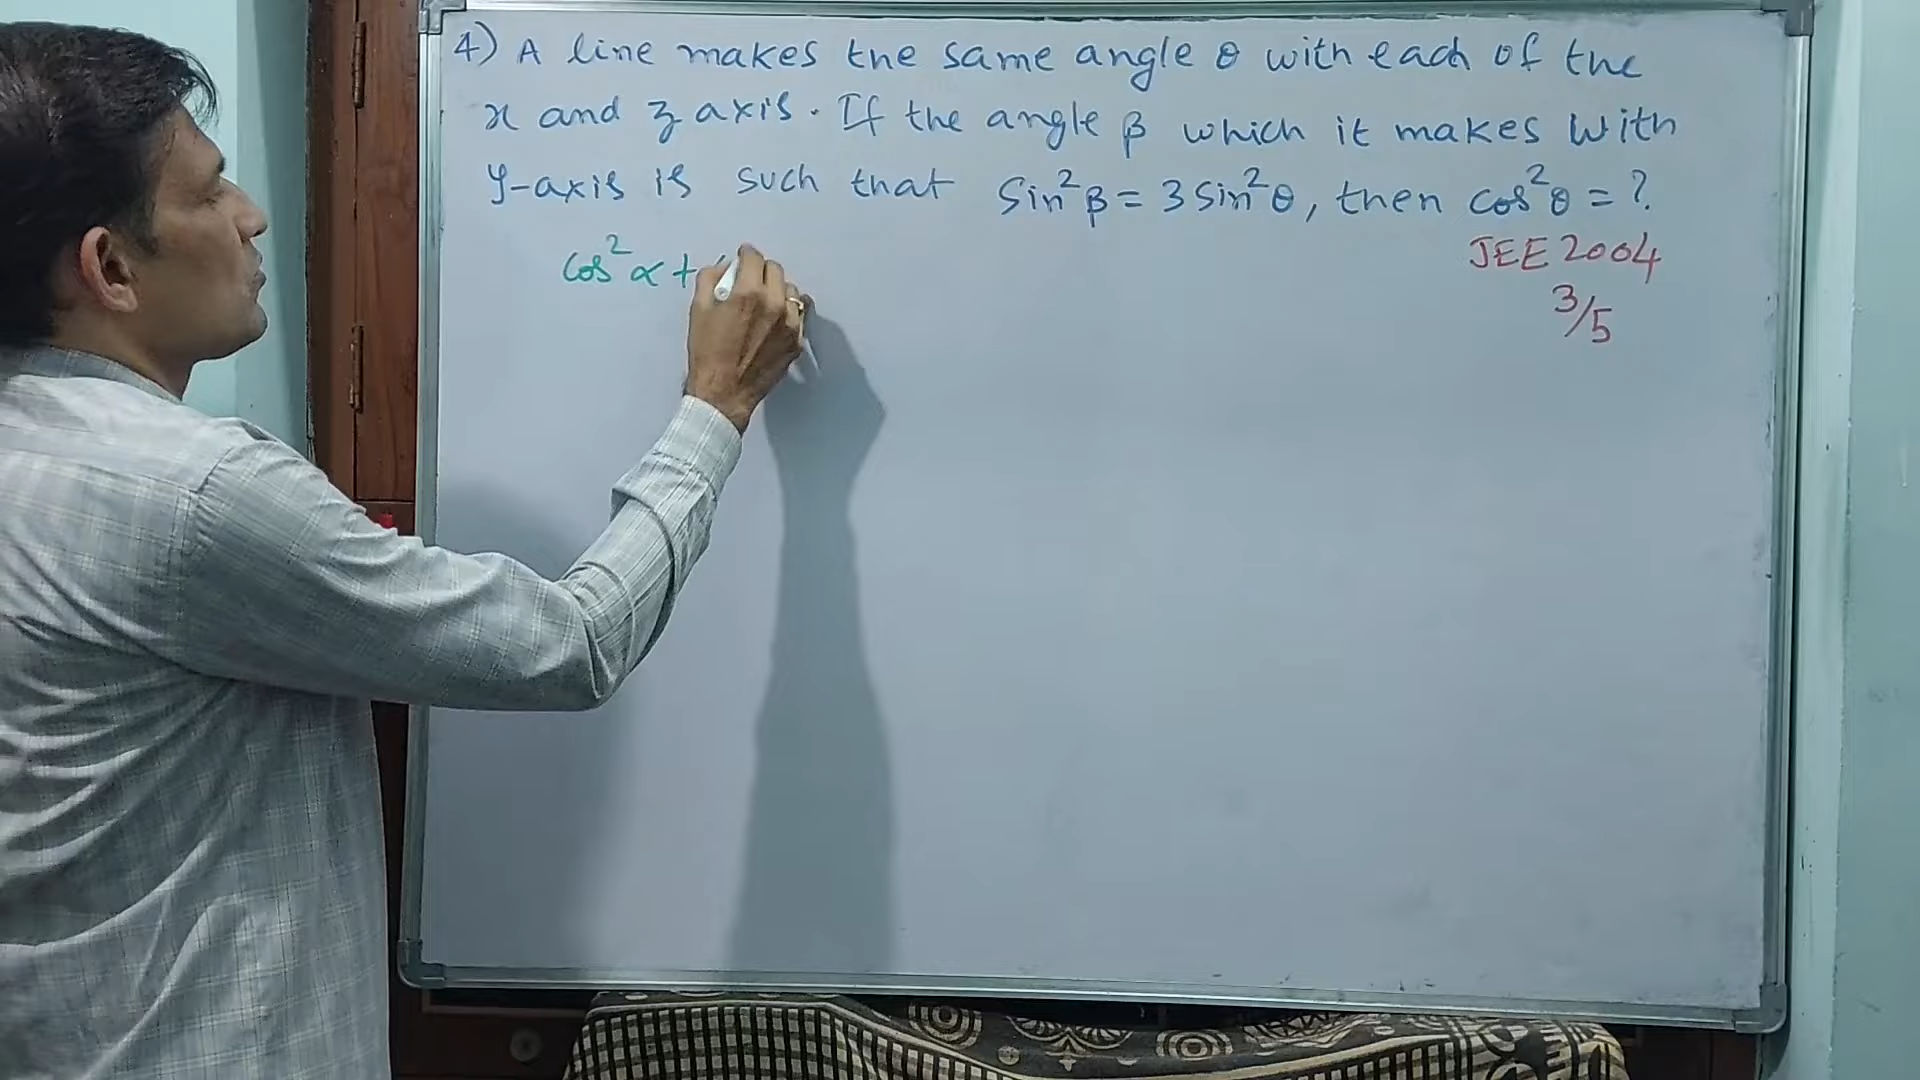 4) A line makes the same angle θ with each of the
x and z axis. If the angle β which it makes with
y-axis is such that Sin²β = 3 Sin²θ, then cos²θ = ?
cos²α +
JEE 2004
3/5